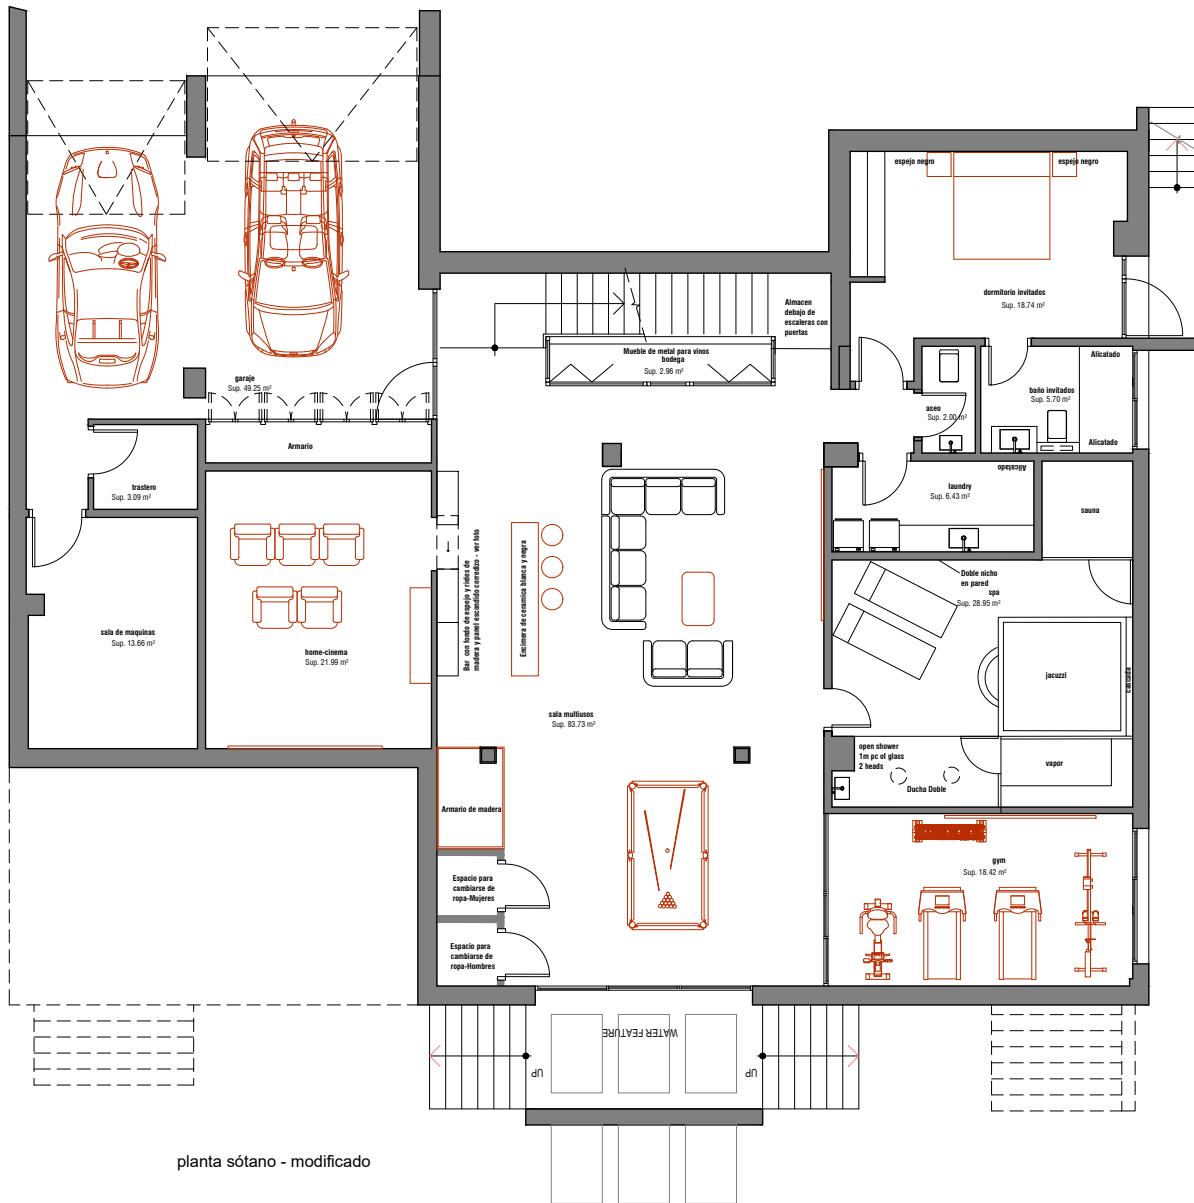 espejo negro
espejo negro
dormitorio invitados
Sup. 18.74 m²
Almacen
debajo de
escaleras con
puertas
Mueble de metal para vinos
bodega
Sup. 2.96 m²
garaje
Sup. 49.25 m²
Armario
aseo
Sup. 2.00 m²
Alicatado
baño invitados
Sup. 5.70 m²
Alicatado
Alicatado
laundry
Sup. 6.43 m²
sauna
trastero
Sup. 3.09 m²
Bar con fondo de espejo y rieles de
madera y panel escondido corredizo - ver foto
Encimera de ceramica blanca y negra
Doble nicho
en pared
spa
Sup. 28.95 m²
sala de maquinas
Sup. 13.66 m²
home-cinema
Sup. 21.99 m²
jacuzzi
cascada
sala multiusos
Sup. 83.73 m²
open shower
1m pc of glass
2 heads
vapor
Ducha Doble
Armario de madera
Espacio para
cambiarse de
ropa-Mujeres
gym
Sup. 18.42 m²
Espacio para
cambiarse de
ropa-Hombres
WATER FEATURE
UP
UP
planta sótano - modificado